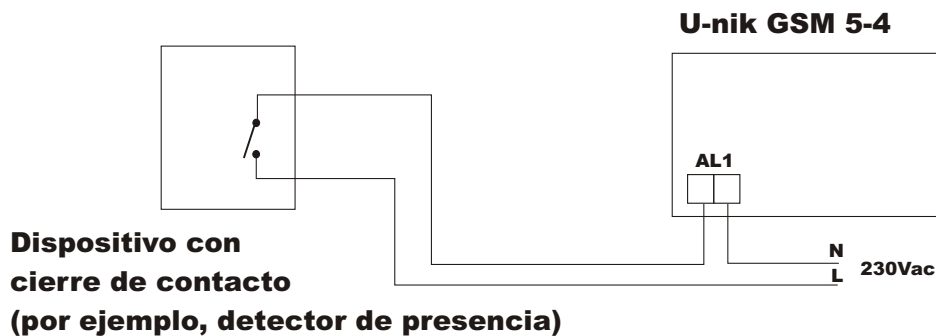 U-nik GSM 5-4
AL1
N
L
230Vac
Dispositivo con
cierre de contacto
(por ejemplo, detector de presencia)